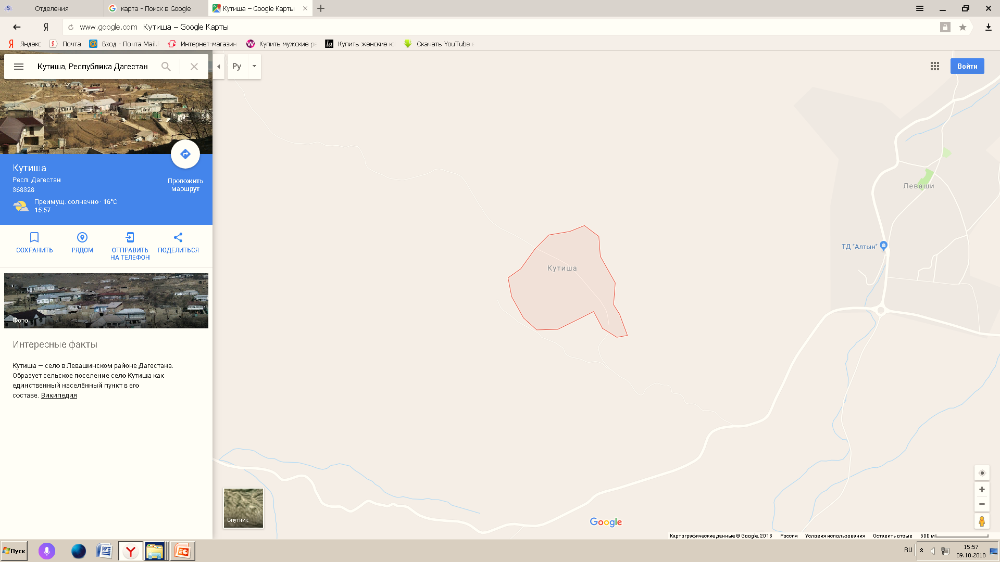 Отделения
карта - Поиск в Google
Кутиша – Google Карты
Я
www.google.com Кутиша – Google Карты
Яндекс
Почта
Вход - Почта Mail.
Интернет-магазин
Купить мужские ре
Купить женские ю
Скачать YouTube
Кутиша, Республика Дагестан
Ру
Войти
Кутиша
Респ. Дагестан
368328
Преимущ. солнечно · 16°C
15:57
Проложить
маршрут
СОХРАНИТЬ
РЯДОМ
ОТПРАВИТЬ
НА ТЕЛЕФОН
ПОДЕЛИТЬСЯ
Фото
Интересные факты
Кутиша — село в Левашинском районе Дагестана.
Образует сельское поселение село Кутиша как
единственный населённый пункт в его
составе. Википедия
Леваши
ТД "Алтын"
Кутиша
Спутник
Google
Картографические данные © Google, 2018 Россия Условия использования Оставить отзыв 500 м
Пуск
RU
15:57
09.10.2018